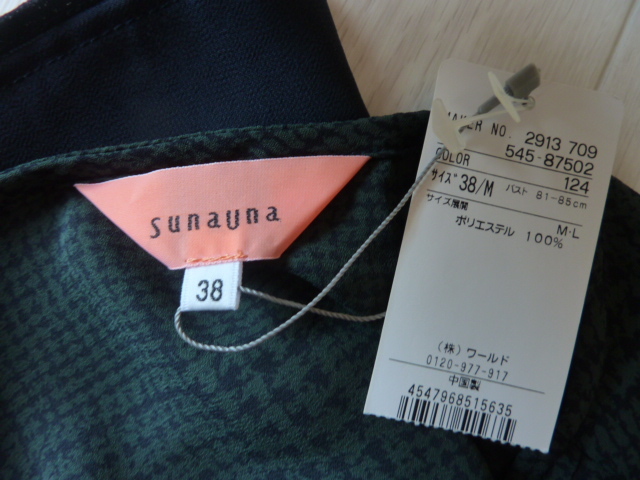 sunauna
38
MAKER NO. 2913 709
545-87502
COLOR 124
サイズ 38/M バスト 81-85cm
サイズ展開 M・L
ポリエステル 100%
(株) ワールド
0120-977-917
中国製
4547968515635